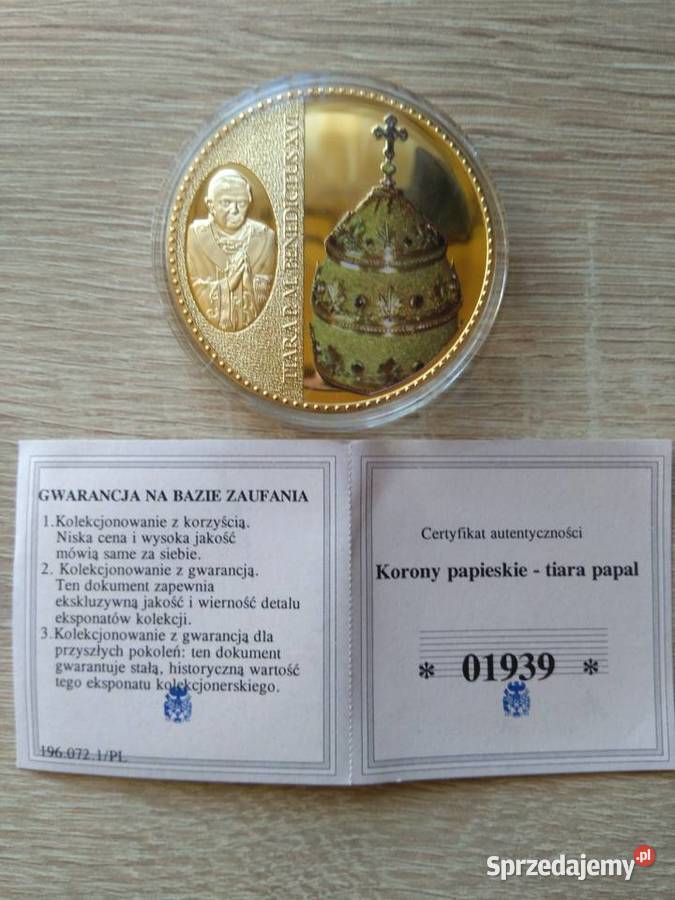 TIARA P. M. BENEDICTUS XVI
GWARANCJA NA BAZIE ZAUFANIA
1.Kolekcjonowanie z korzyścią.
Niska cena i wysoka jakość
mówią same za siebie.
2. Kolekcjonowanie z gwarancją.
Ten dokument zapewnia
ekskluzywną jakość i wierność detalu
eksponatów kolekcji.
3.Kolekcjonowanie z gwarancją dla
przyszłych pokoleń: ten dokument
gwarantuje stałą, historyczną wartość
tego eksponatu kolekcjonerskiego.
196.072.1/PL
Certyfikat autentyczności
Korony papieskie - tiara papal
* 01939 *
Sprzedajemy.pl